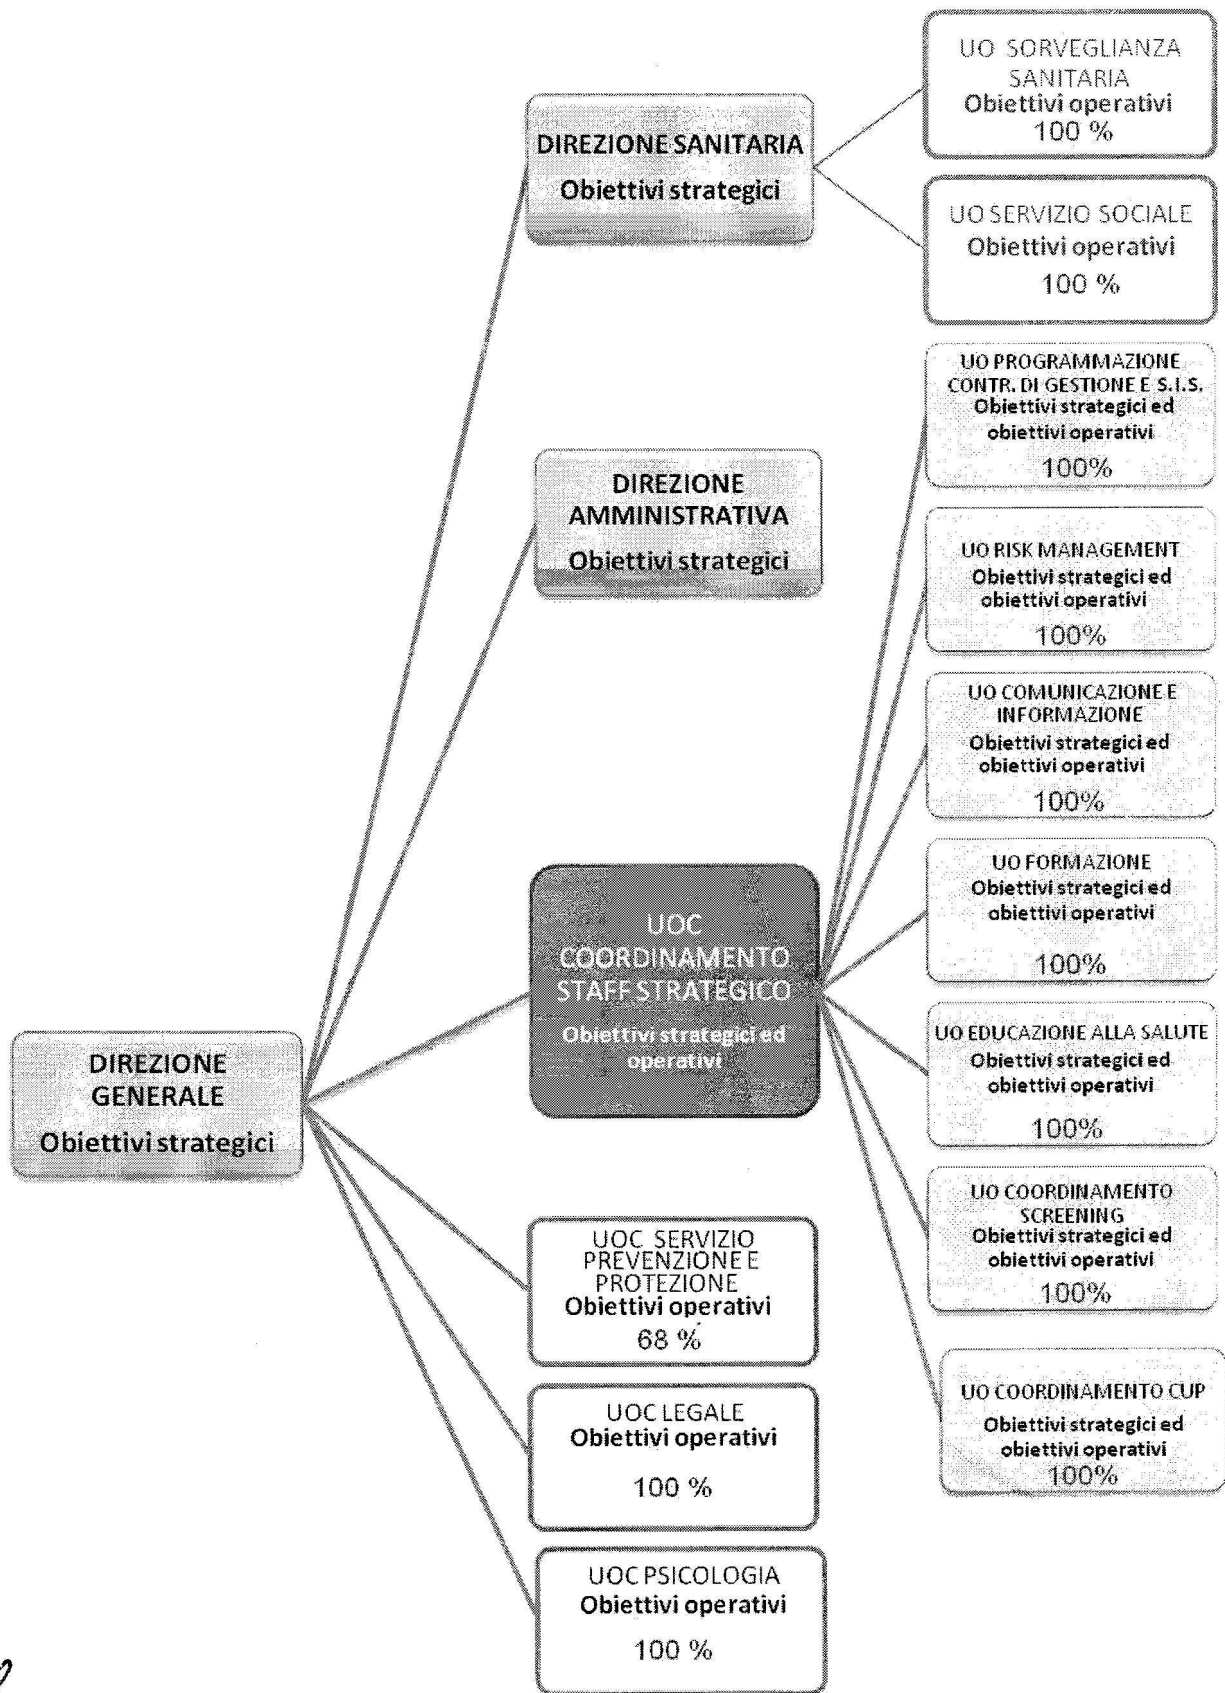 UO SORVEGLIANZA
SANITARIA
Obiettivi operativi
100 %
DIREZIONE SANITARIA
Obiettivi strategici
UO SERVIZIO SOCIALE
Obiettivi operativi
100 %
UO PROGRAMMAZIONE
CONTR. DI GESTIONE E S.I.S.
Obiettivi strategici ed
obiettivi operativi
100%
DIREZIONE
AMMINISTRATIVA
Obiettivi strategici
UO RISK MANAGEMENT
Obiettivi strategici ed
obiettivi operativi
100%
UO COMUNICAZIONE E
INFORMAZIONE
Obiettivi strategici ed
obiettivi operativi
100%
UO FORMAZIONE
Obiettivi strategici ed
obiettivi operativi
100%
UOC
COORDINAMENTO
STAFF STRATEGICO
Obiettivi strategici ed
operativi
UO EDUCAZIONE ALLA SALUTE
Obiettivi strategici ed
obiettivi operativi
100%
DIREZIONE
GENERALE
Obiettivi strategici
UO COORDINAMENTO
SCREENING
Obiettivi strategici ed
obiettivi operativi
100%
UOC SERVIZIO
PREVENZIONE E
PROTEZIONE
Obiettivi operativi
68 %
UO COORDINAMENTO CUP
Obiettivi strategici ed
obiettivi operativi
100%
UOC LEGALE
Obiettivi operativi
100 %
UOC PSICOLOGIA
Obiettivi operativi
100 %